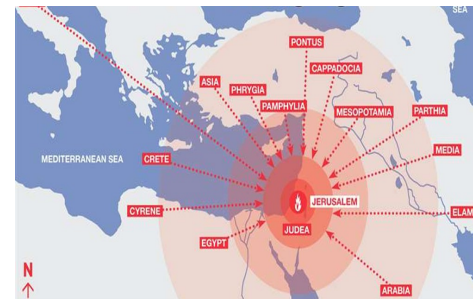 SEA
PONTUS
CAPPADOCIA
ASIA
PHRYGIA
PAMPHYLIA
MESOPOTAMIA
PARTHIA
MEDITERRANEAN SEA
CRETE
MEDIA
JERUSALEM
CYRENE
ELAM
JUDEA
EGYPT
N
ARABIA